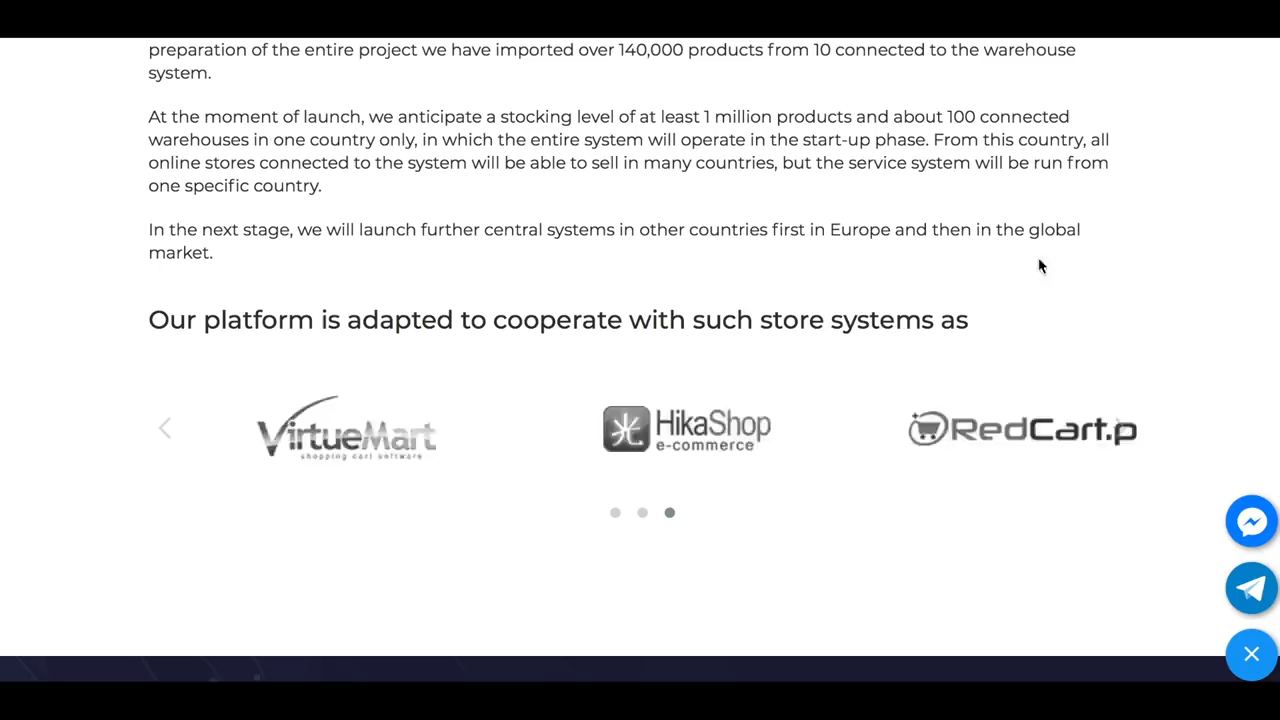 preparation of the entire project we have imported over 140,000 products from 10 connected to the warehouse
system.
At the moment of launch, we anticipate a stocking level of at least 1 million products and about 100 connected
warehouses in one country only, in which the entire system will operate in the start-up phase. From this country, all
online stores connected to the system will be able to sell in many countries, but the service system will be run from
one specific country.
In the next stage, we will launch further central systems in other countries first in Europe and then in the global
market.
Our platform is adapted to cooperate with such store systems as
VirtueMart
shopping cart software
HikaShop
e-commerce
RedCart.p